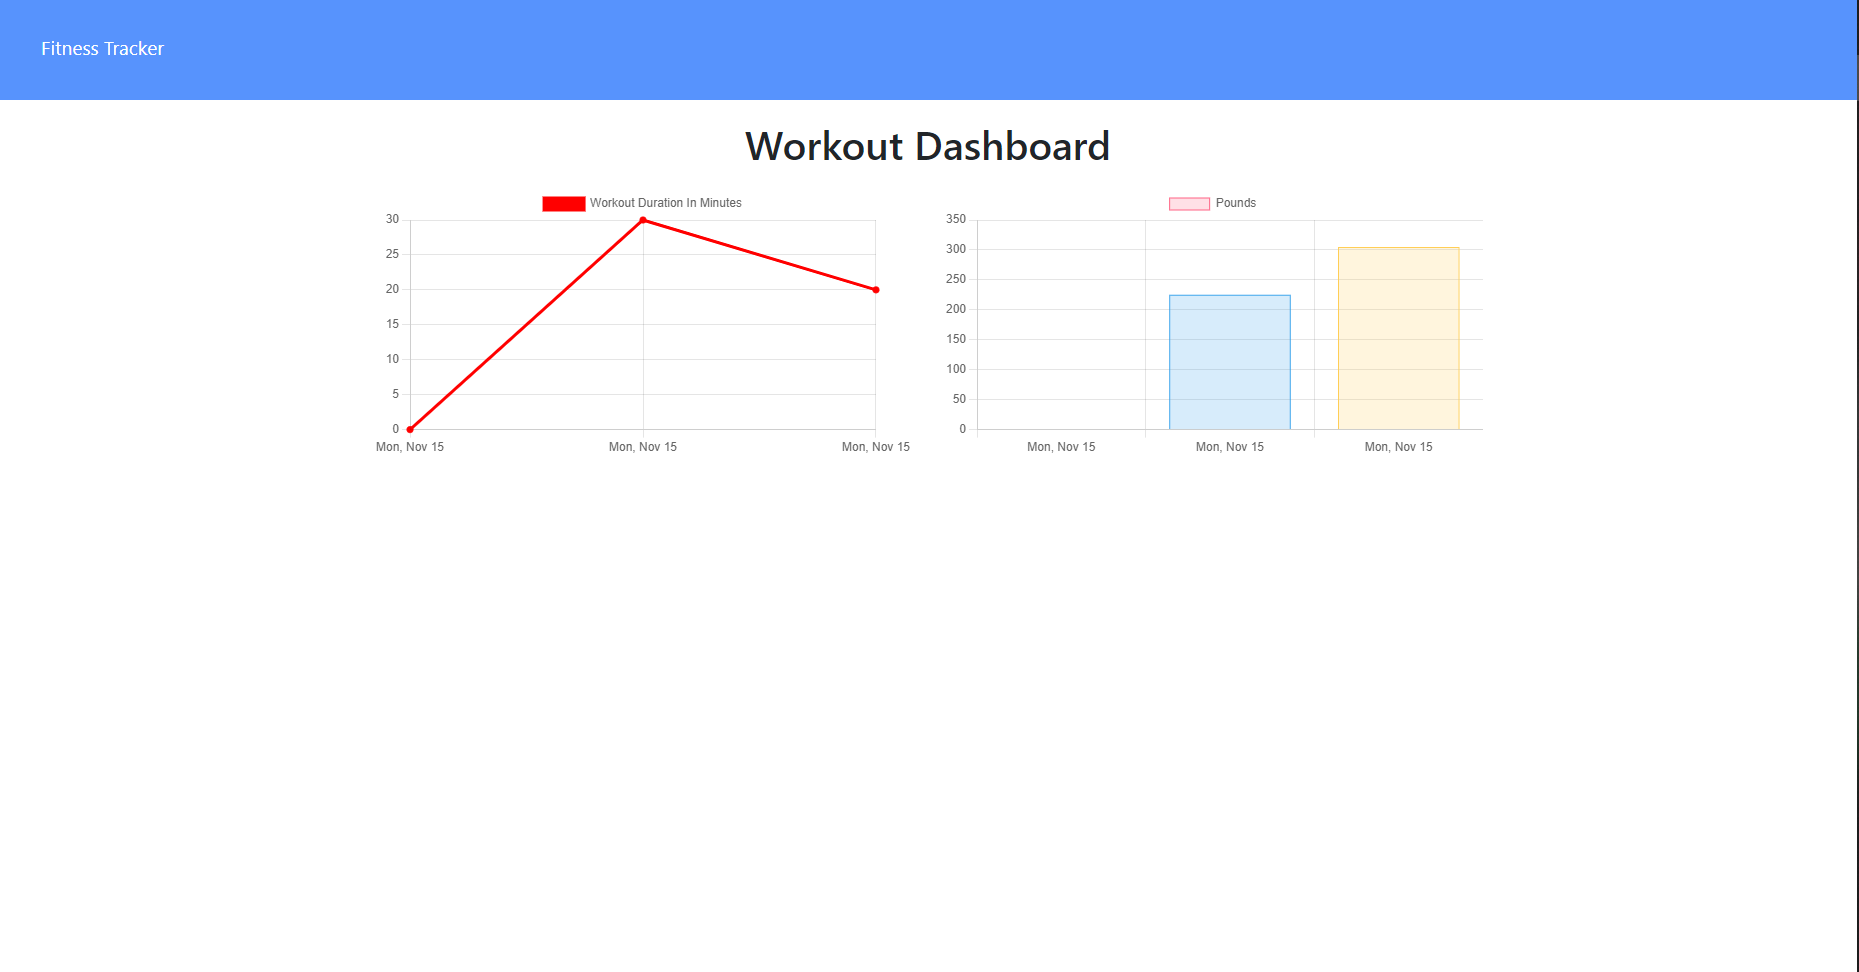 Fitness Tracker
Workout Dashboard
Workout Duration In Minutes
30
25
20
15
10
5
0
Mon, Nov 15 Mon, Nov 15 Mon, Nov 15
Pounds
350
300
250
200
150
100
50
0
Mon, Nov 15 Mon, Nov 15 Mon, Nov 15